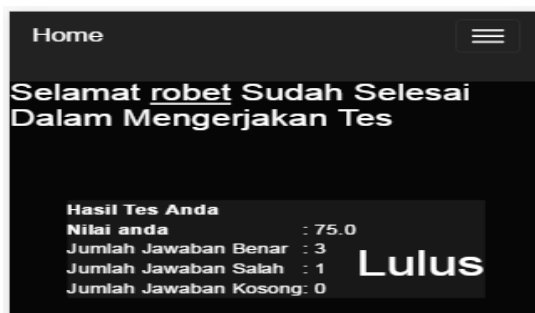 Home
Selamat robet Sudah Selesai
Dalam Mengerjakan Tes
Hasil Tes Anda
Nilai anda : 75.0
Jumlah Jawaban Benar : 3
Jumlah Jawaban Salah : 1
Lulus
Jumlah Jawaban Kosong: 0